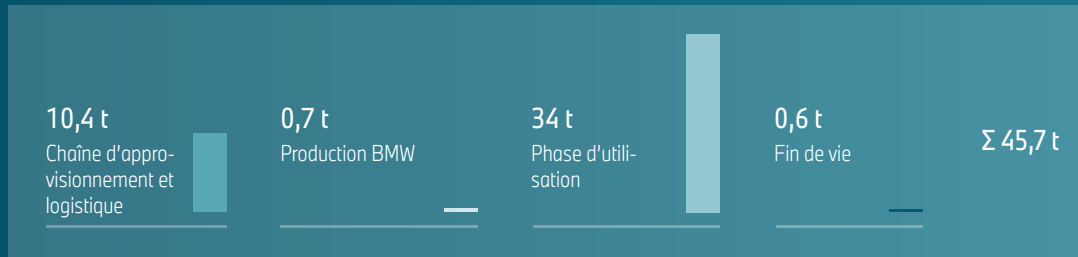 10,4 t
Chaîne d'appro-
visionnement et
logistique
0,7 t
Production BMW
34 t
Phase d'utili-
sation
0,6 t
Fin de vie
Σ 45,7 t